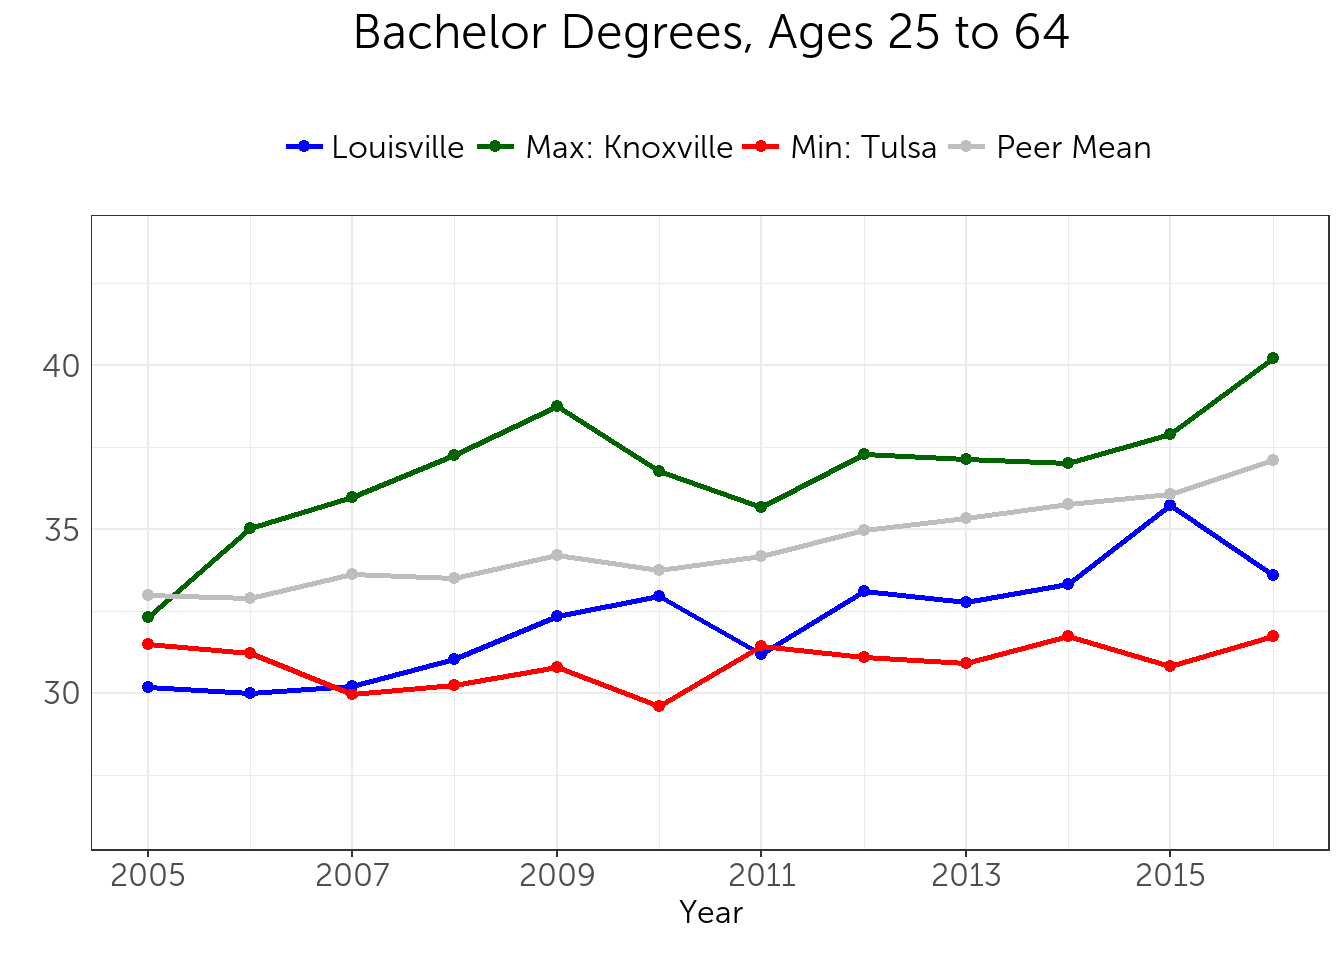 Bachelor Degrees, Ages 25 to 64
Louisville Max: Knoxville Min: Tulsa Peer Mean
40
35
30
2005 2007 2009 2011 2013 2015
Year